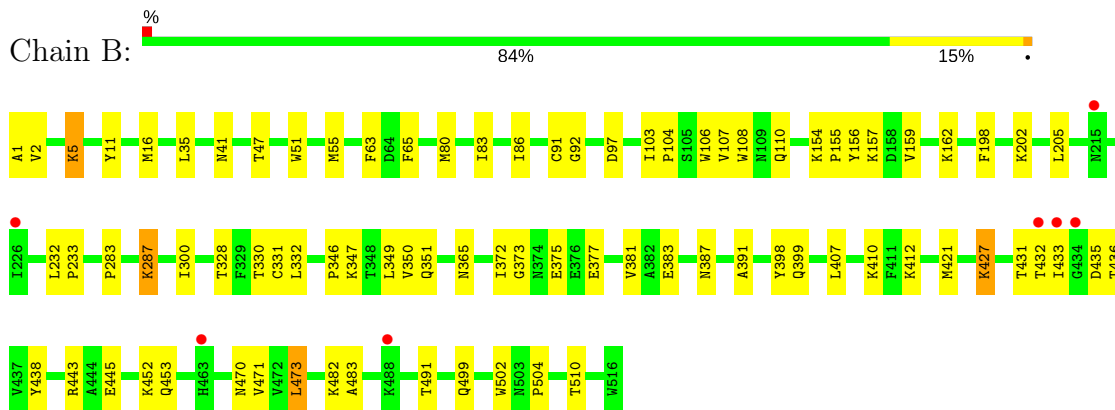 %
Chain B:
84% 15% •
A1 V2 K5 Y11 M16 L35 N41 T47 W51 M55 F63 D64 F65 M80 I83 I86 C91 G92 D97 I103 P104 S105 W106 V107 W108 N109 Q110 K154 P155 Y156 K157 D158 V159 K162 F198 K202 L205 N215
I226 L232 P233 P283 K287 I300 T328 F329 T330 C331 L332 P346 K347 T348 L349 V350 Q351 N365 I372 G373 N374 E375 E376 E377 V381 A382 E383 N387 A391 Y398 Q399 L407 K410 F411 K412 M421 K427 T431 T432 I433 G434 D435 T436
V437 Y438 R443 A444 E445 K452 Q453 H463 N470 V471 V472 L473 K482 A483 K488 T491 Q499 W502 N503 P504 T510 W516